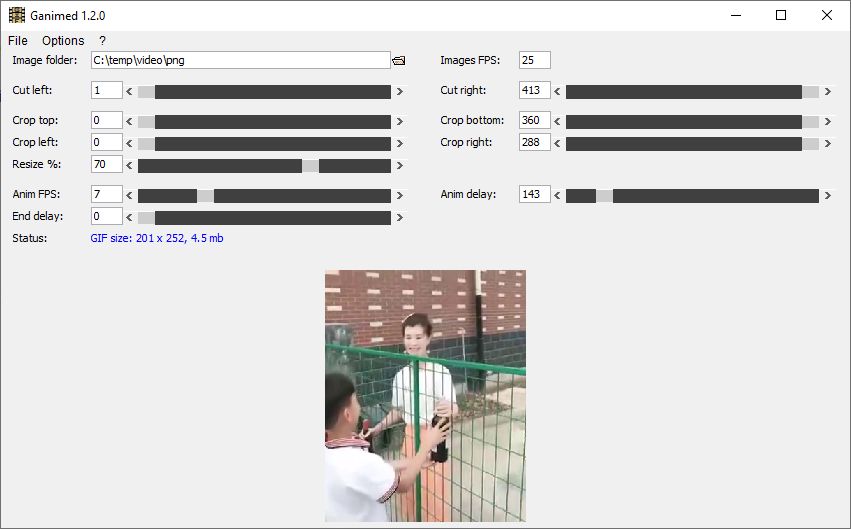 Ganimed 1.2.0
File Options ?
Image folder: C:\temp\video\png Images FPS: 25
Cut left: 1 Cut right: 413
Crop top: 0 Crop bottom: 360
Crop left: 0 Crop right: 288
Resize %: 70
Anim FPS: 7 Anim delay: 143
End delay: 0
Status: GIF size: 201 x 252, 4.5 mb